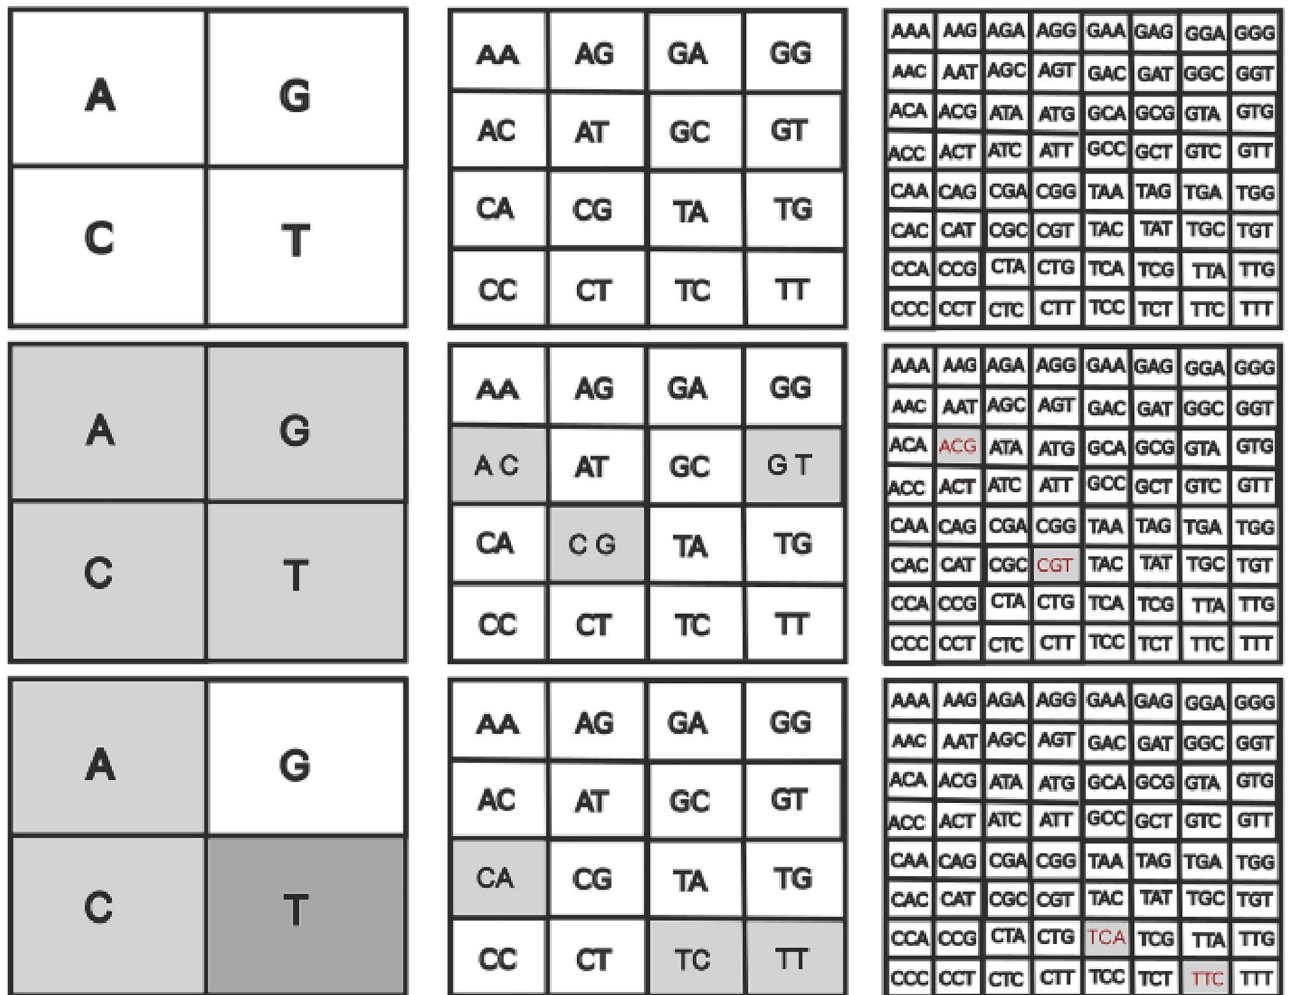 A G
C T
AA AG GA GG
AC AT GC GT
CA CG TA TG
CC CT TC TT
AAA AAG AGA AGG GAA GAG GGA GGG
AAC AAT AGC AGT GAC GAT GGC GGT
ACA ACG ATA ATG GCA GCG GTA GTG
ACC ACT ATC ATT GCC GCT GTC GTT
CAA CAG CGA CGG TAA TAG TGA TGG
CAC CAT CGC CGT TAC TAT TGC TGT
CCA CCG CTA CTG TCA TCG TTA TTG
CCC CCT CTC CTT TCC TCT TTC TTT
A G
C T
AA AG GA GG
A C AT GC G T
CA C G TA TG
CC CT TC TT
AAA AAG AGA AGG GAA GAG GGA GGG
AAC AAT AGC AGT GAC GAT GGC GGT
ACA ACG ATA ATG GCA GCG GTA GTG
ACC ACT ATC ATT GCC GCT GTC GTT
CAA CAG CGA CGG TAA TAG TGA TGG
CAC CAT CGC CGT TAC TAT TGC TGT
CCA CCG CTA CTG TCA TCG TTA TTG
CCC CCT CTC CTT TCC TCT TTC TTT
A G
C T
AA AG GA GG
AC AT GC GT
CA CG TA TG
CC CT TC TT
AAA AAG AGA AGG GAA GAG GGA GGG
AAC AAT AGC AGT GAC GAT GGC GGT
ACA ACG ATA ATG GCA GCG GTA GTG
ACC ACT ATC ATT GCC GCT GTC GTT
CAA CAG CGA CGG TAA TAG TGA TGG
CAC CAT CGC CGT TAC TAT TGC TGT
CCA CCG CTA CTG TCA TCG TTA TTG
CCC CCT CTC CTT TCC TCT TTC TTT